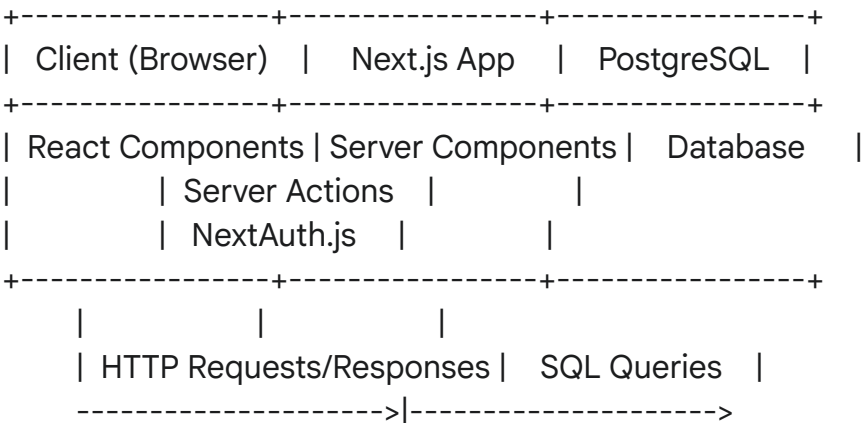 +-----------------+-----------------+-----------------+
| Client (Browser) | Next.js App | PostgreSQL |
+-----------------+-----------------+-----------------+
| React Components | Server Components | Database |
| | Server Actions | |
| | NextAuth.js | |
+-----------------+-----------------+-----------------+
| | |
| HTTP Requests/Responses | SQL Queries |
--------------------->|--------------------->